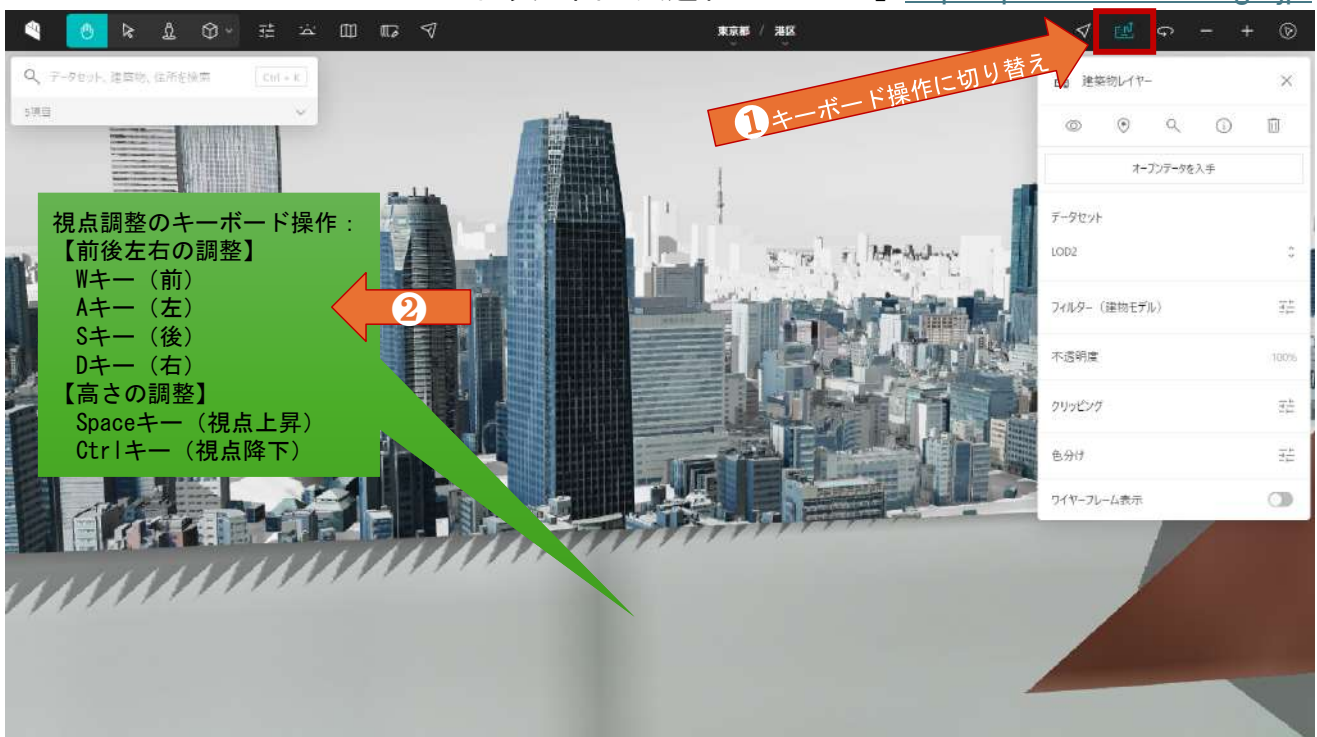 東京都 / 港区
データセット、建築物、住所を検索
Ctrl + K
5項目
❶キーボード操作に切り替え
建築物レイヤー
オープンデータを入手
データセット
LOD2
フィルター（建物モデル）
不透明度
100%
クリッピング
色分け
ワイヤーフレーム表示
視点調整のキーボード操作：
【前後左右の調整】
Wキー（前）
Aキー（左）
Sキー（後）
Dキー（右）
【高さの調整】
Spaceキー（視点上昇）
Ctrlキー（視点降下）
❷